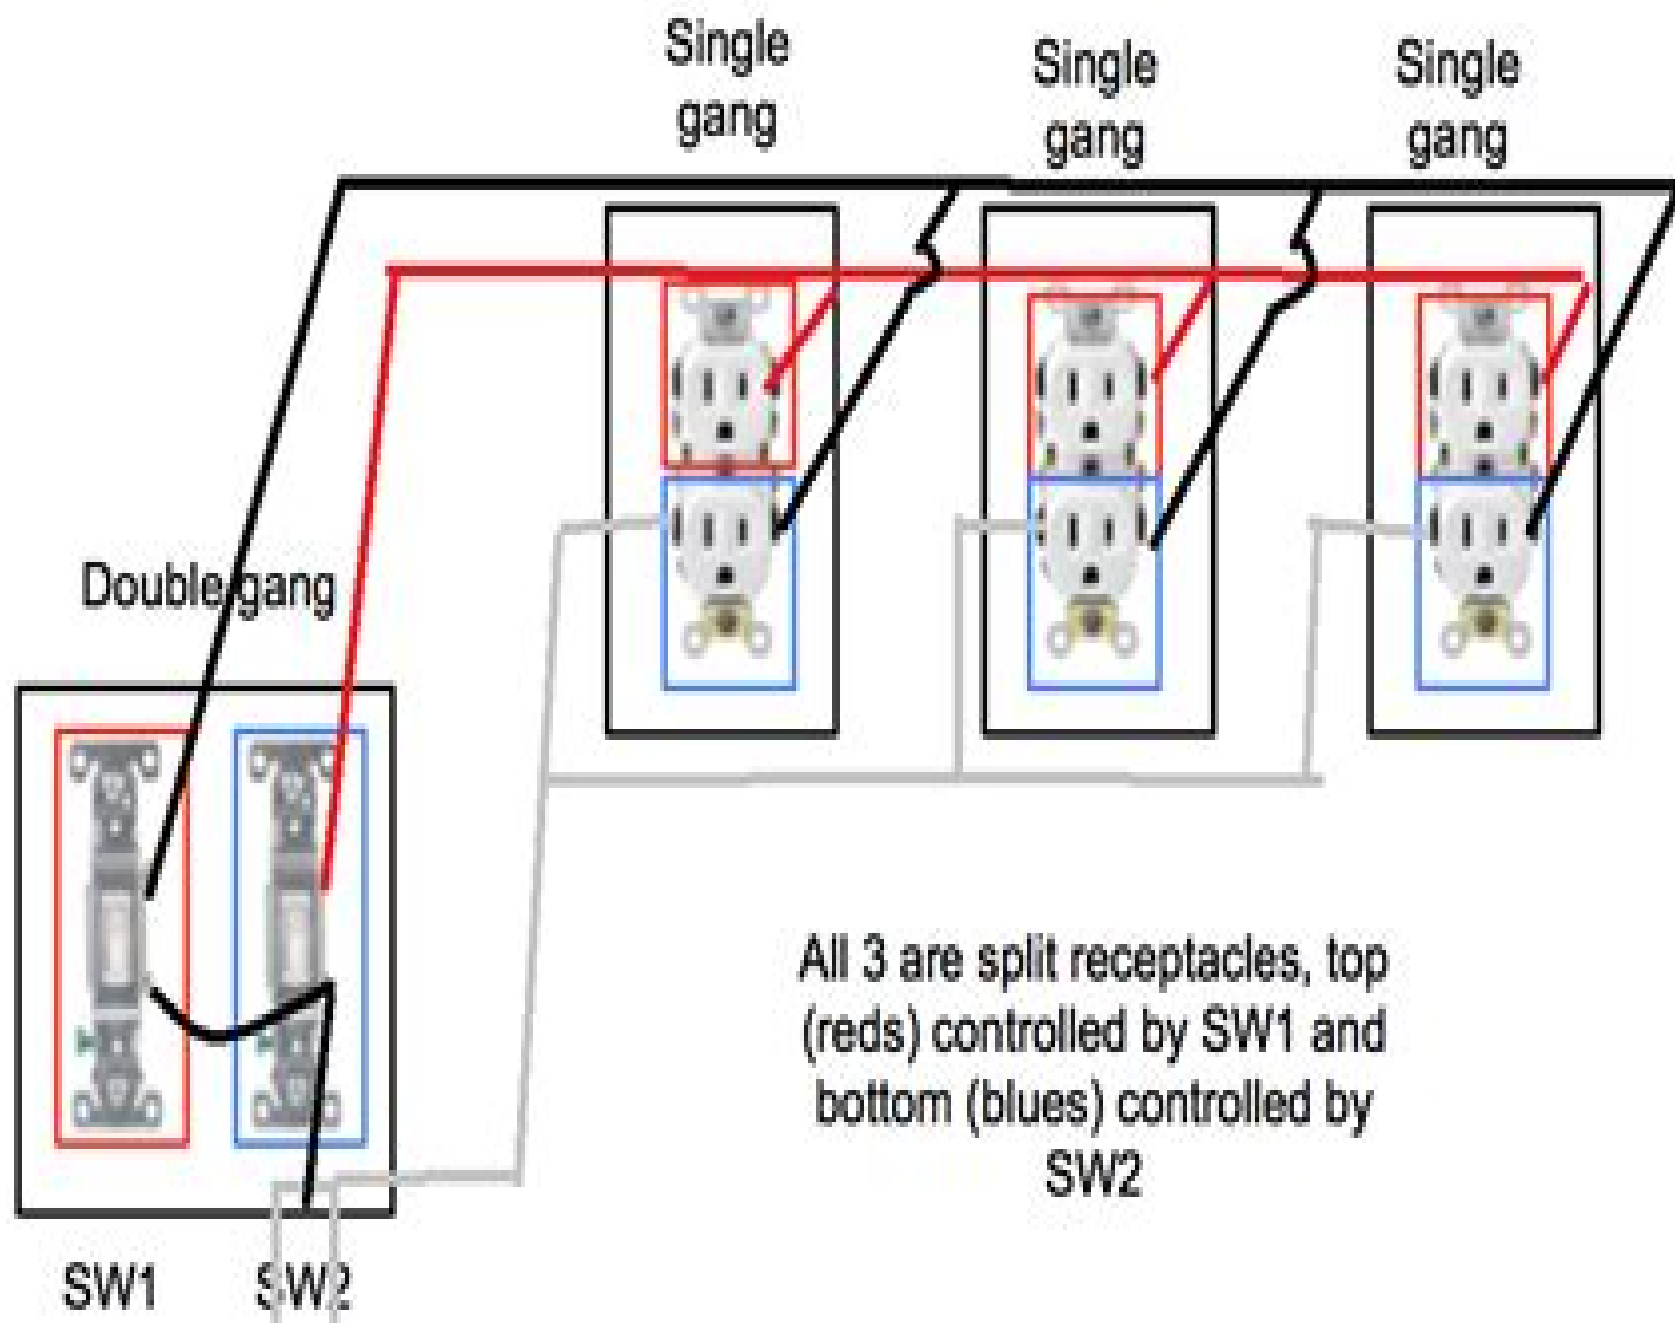 Single
gang
Single
gang
Single
gang
Double gang
All 3 are split receptacles, top
(reds) controlled by SW1 and
bottom (blues) controlled by
SW2
SW1
SW2